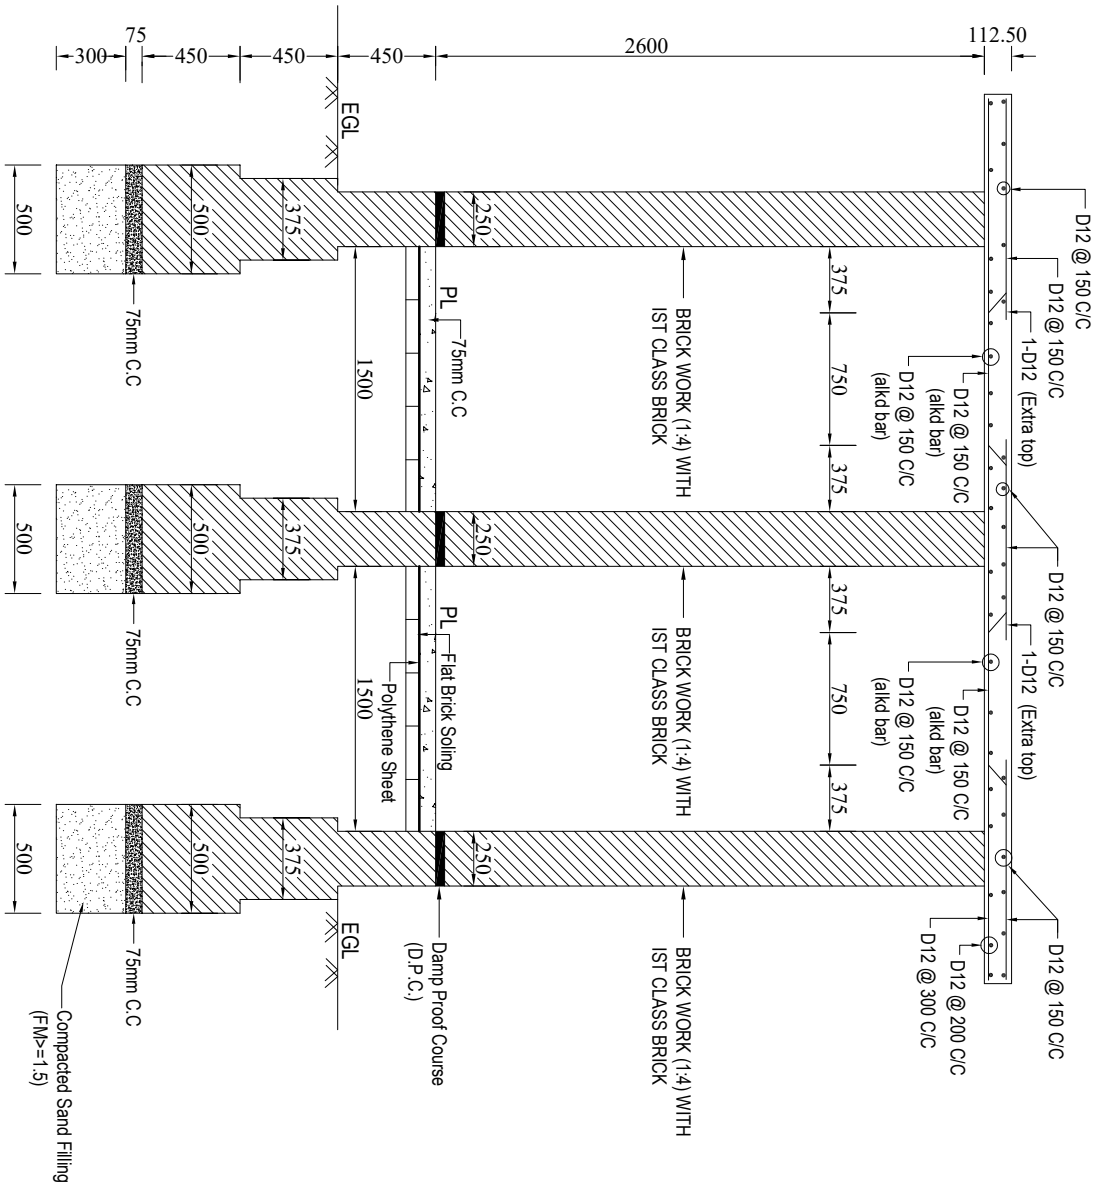 D12 @ 150 C/C
D12 @ 150 C/C
1-D12 (Extra top)
D12 @ 150 C/C
(alkd bar)
D12 @ 150 C/C
(alkd bar)
D12 @ 150 C/C
1-D12 (Extra top)
D12 @ 150 C/C
(alkd bar)
D12 @ 150 C/C
(alkd bar)
D12 @ 150 C/C
D12 @ 200 C/C
D12 @ 300 C/C
112.50
2600
450
450
450
75
300
375
750
375
375
750
375
BRICK WORK (1:4) WITH
IST CLASS BRICK
BRICK WORK (1:4) WITH
IST CLASS BRICK
BRICK WORK (1:4) WITH
IST CLASS BRICK
250
250
250
PL
75mm C.C
PL
Flat Brick Soling
Polythene Sheet
Damp Proof Course
(D.P.C.)
1500
1500
EGL
EGL
375
375
375
500
500
500
75mm C.C
75mm C.C
75mm C.C
Compacted Sand Filling
(FM>=1.5)
500
500
500